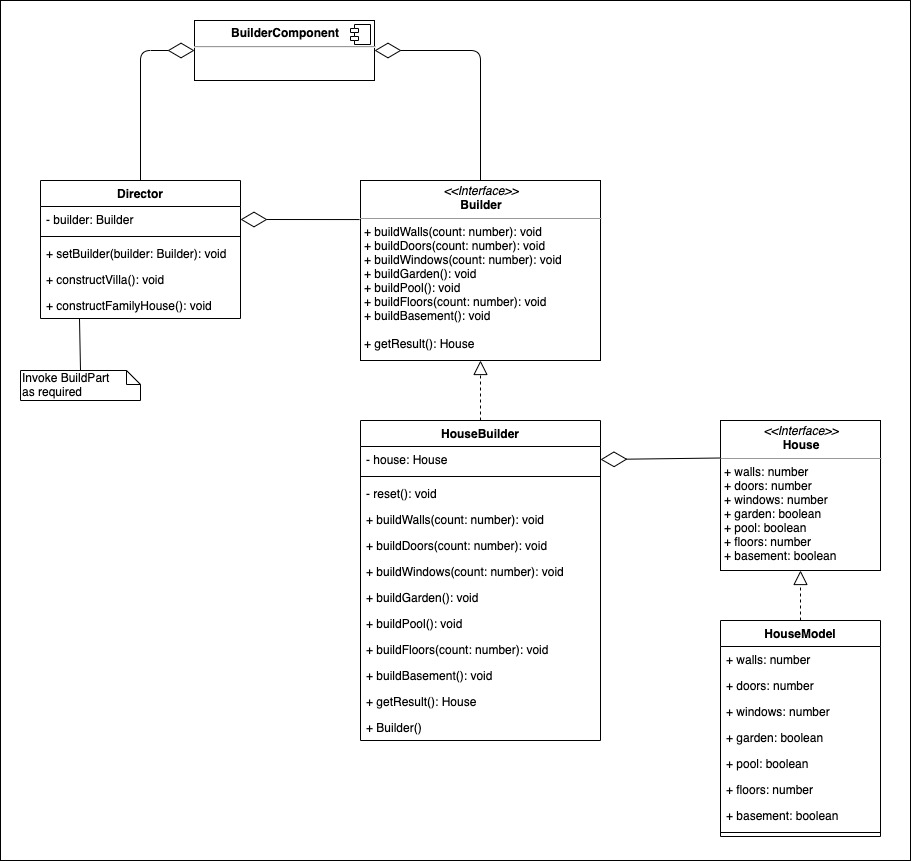 BuilderComponent
Director
- builder: Builder
+ setBuilder(builder: Builder): void
+ constructVilla(): void
+ constructFamilyHouse(): void
Invoke BuildPart
as required
<<Interface>>
Builder
+ buildWalls(count: number): void
+ buildDoors(count: number): void
+ buildWindows(count: number): void
+ buildGarden(): void
+ buildPool(): void
+ buildFloors(count: number): void
+ buildBasement(): void
+ getResult(): House
HouseBuilder
- house: House
- reset(): void
+ buildWalls(count: number): void
+ buildDoors(count: number): void
+ buildWindows(count: number): void
+ buildGarden(): void
+ buildPool(): void
+ buildFloors(count: number): void
+ buildBasement(): void
+ getResult(): House
+ Builder()
<<Interface>>
House
+ walls: number
+ doors: number
+ windows: number
+ garden: boolean
+ pool: boolean
+ floors: number
+ basement: boolean
HouseModel
+ walls: number
+ doors: number
+ windows: number
+ garden: boolean
+ pool: boolean
+ floors: number
+ basement: boolean